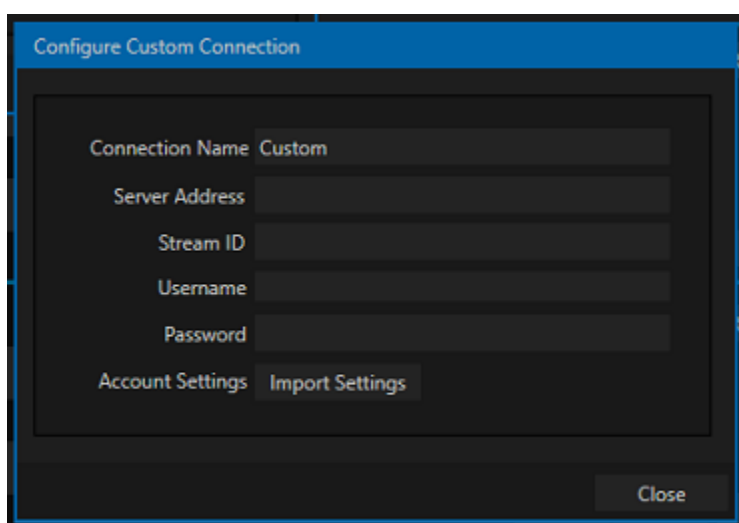 Configure Custom Connection
Connection Name Custom
Server Address
Stream ID
Username
Password
Account Settings Import Settings
Close